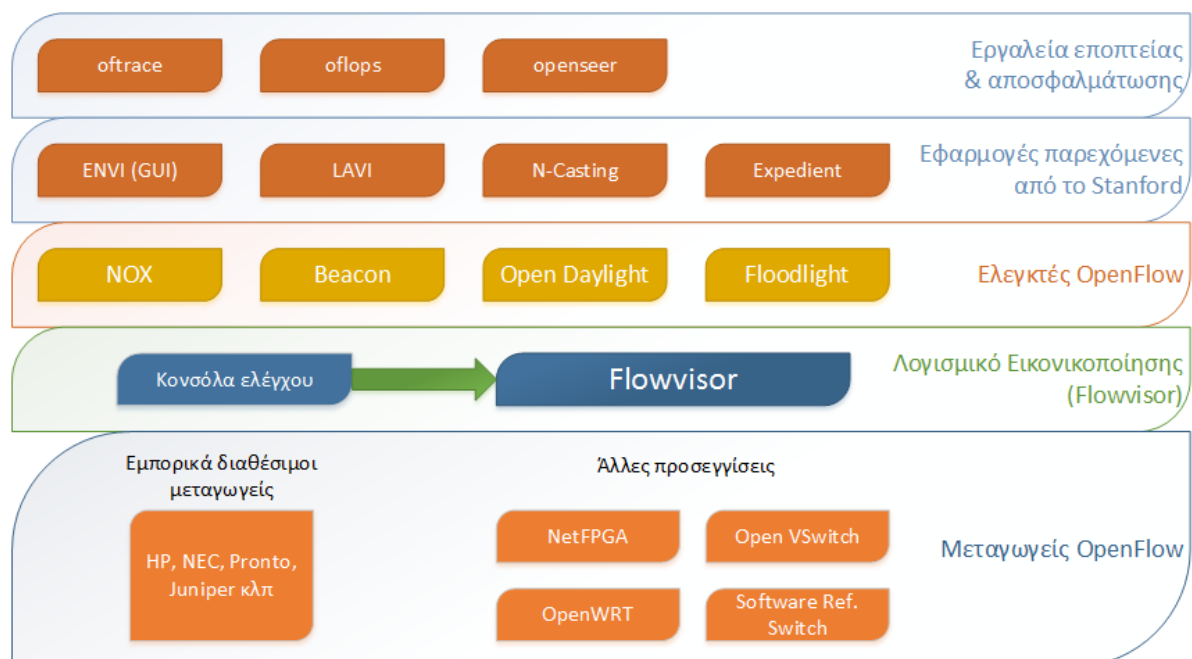 oftrace
oflops
openseer
Εργαλεία εποπτείας
& αποσφαλμάτωσης
ENVI (GUI)
LAVI
N-Casting
Expedient
Εφαρμογές παρεχόμενες
από το Stanford
NOX
Beacon
Open Daylight
Floodlight
Ελεγκτές OpenFlow
Κονσόλα ελέγχου
Flowvisor
Λογισμικό Εικονικοποίησης
(Flowvisor)
Εμπορικά διαθέσιμοι
μεταγωγείς
HP, NEC, Pronto,
Juniper κλπ
Άλλες προσεγγίσεις
NetFPGA
Open VSwitch
OpenWRT
Software Ref.
Switch
Μεταγωγείς OpenFlow